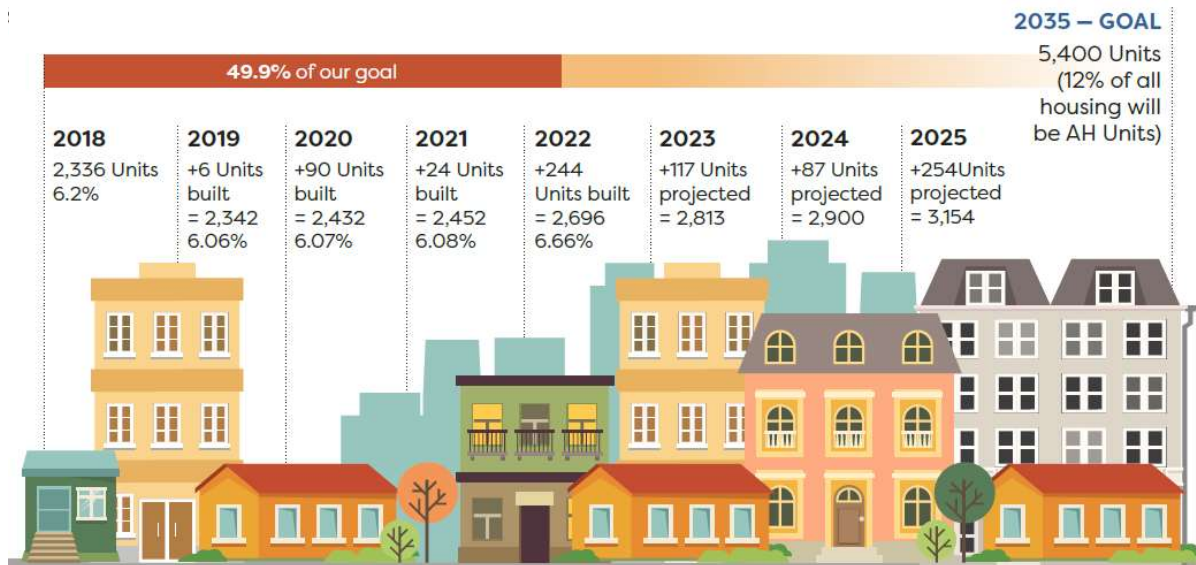 2035 – GOAL
5,400 Units
(12% of all
housing will
be AH Units)
49.9% of our goal
2018
2,336 Units
6.2%
2019
+6 Units
built
= 2,342
6.06%
2020
+90 Units
built
= 2,432
6.07%
2021
+24 Units
built
= 2,452
6.08%
2022
+244
Units built
= 2,696
6.66%
2023
+117 Units
projected
= 2,813
2024
+87 Units
projected
= 2,900
2025
+254Units
projected
= 3,154